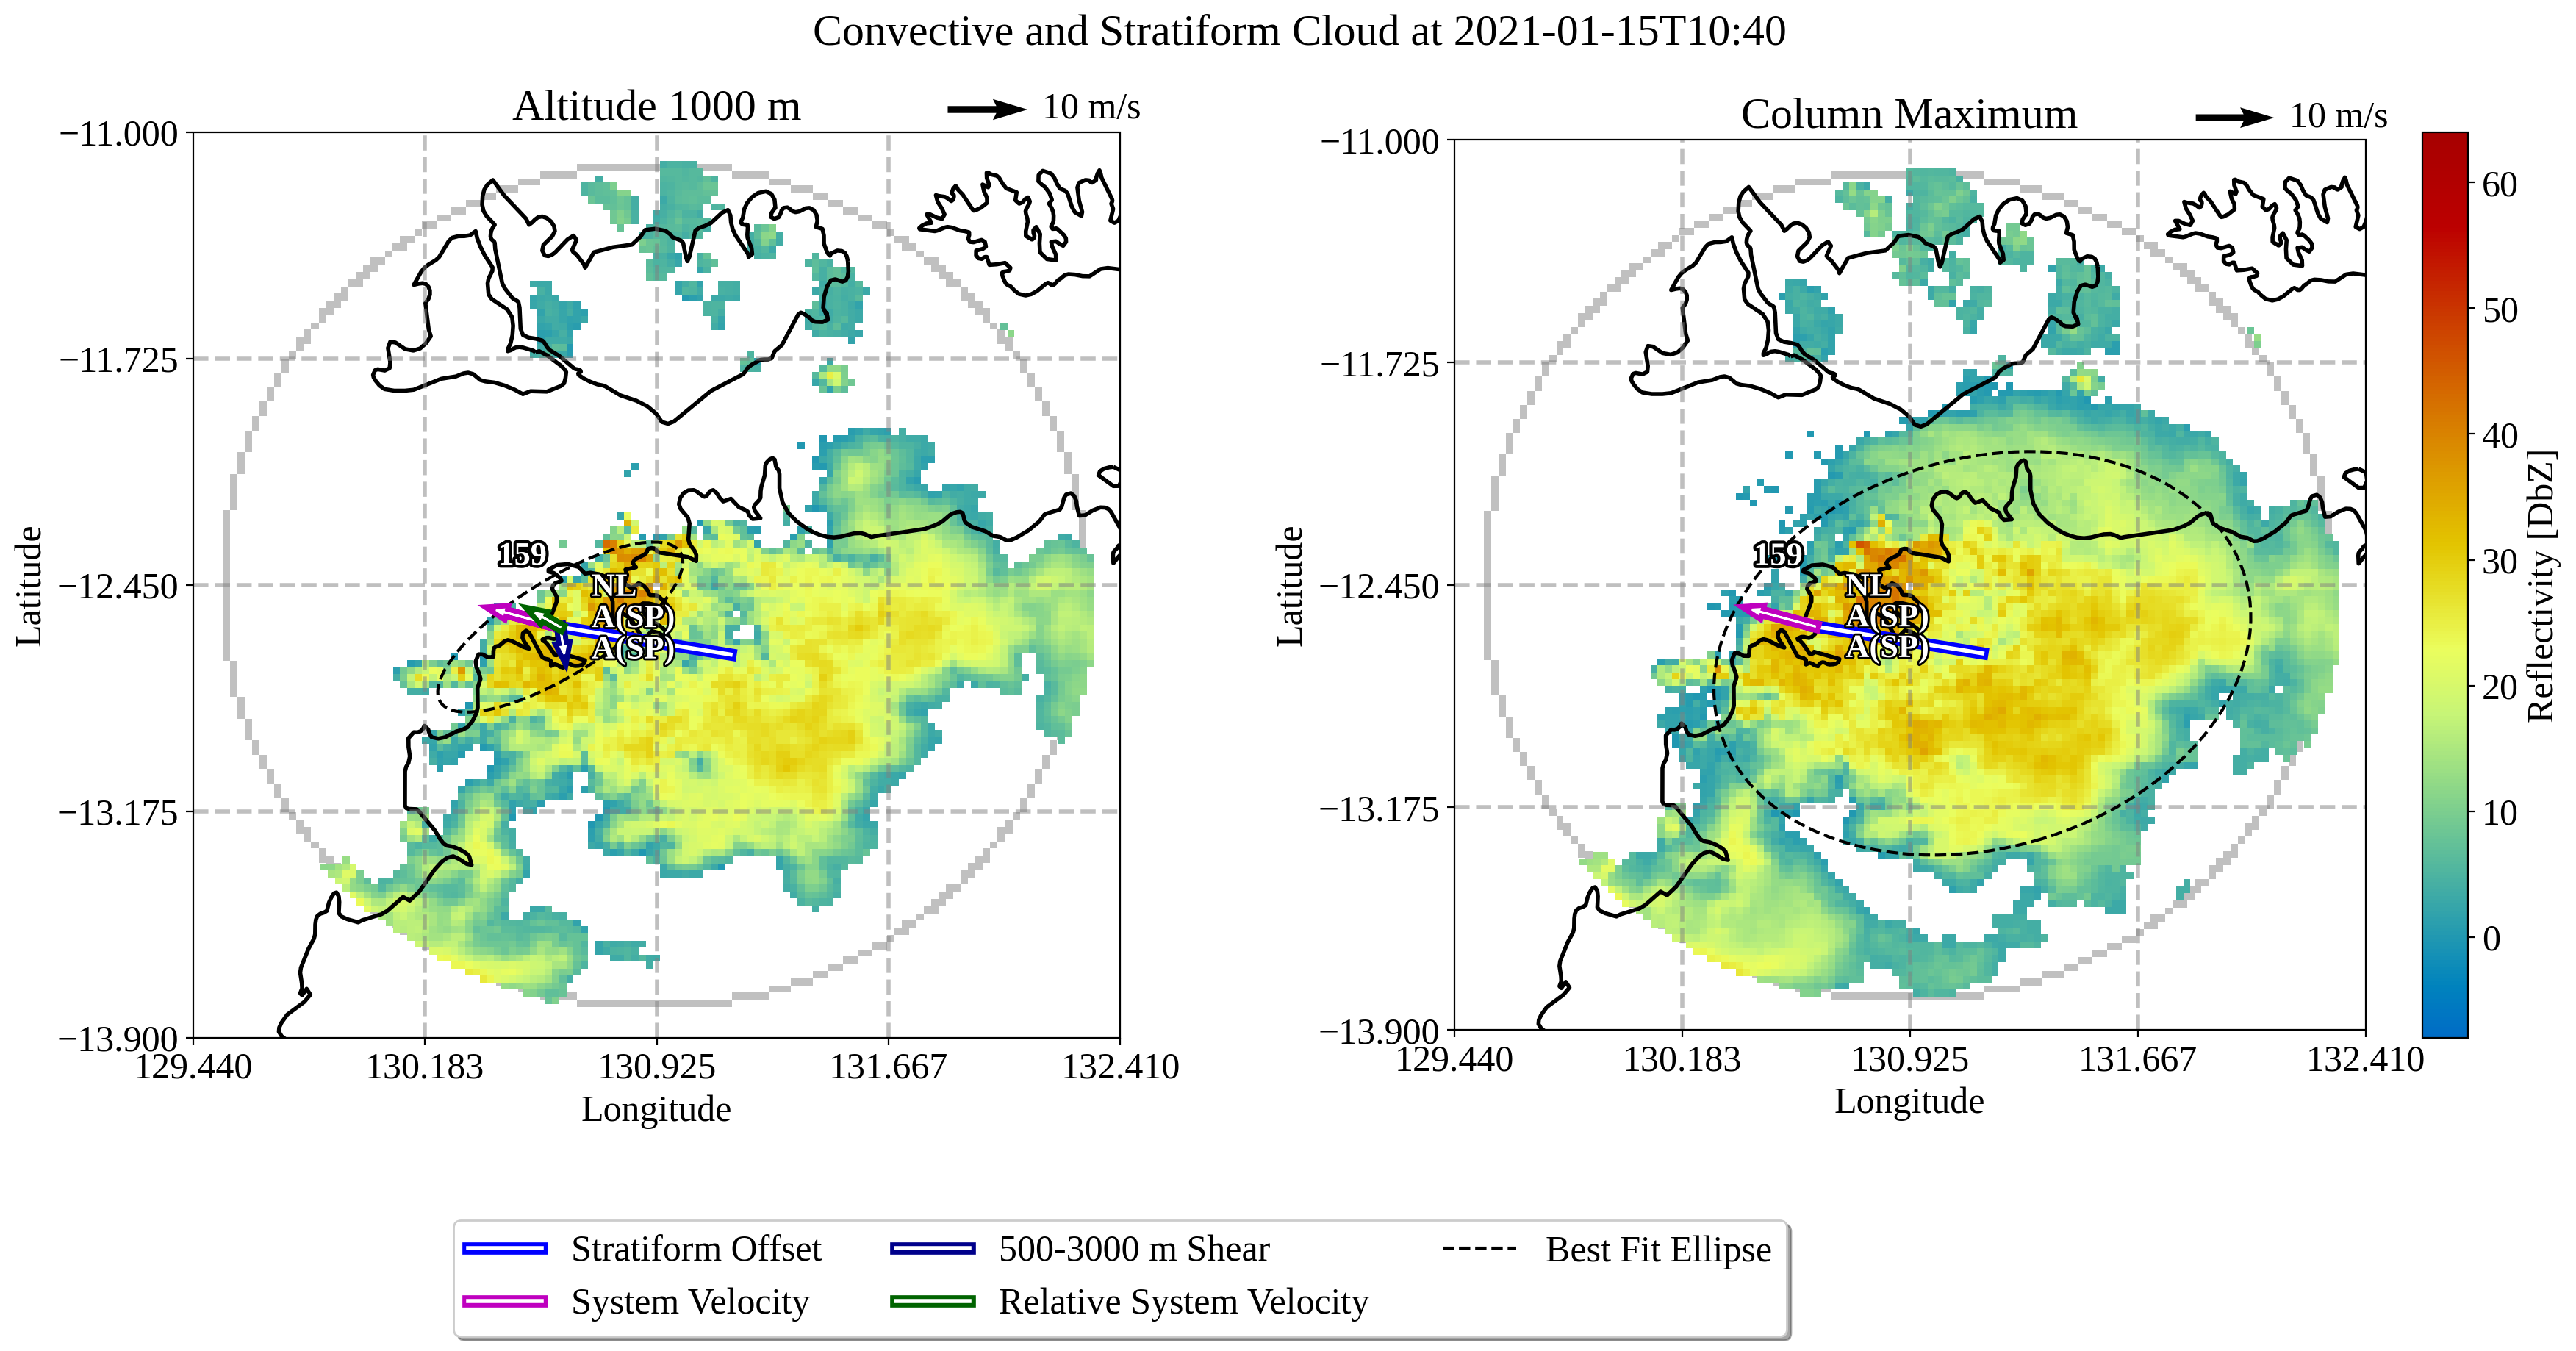 Convective and Stratiform Cloud at 2021-01-15T10:40
Altitude 1000 m
10 m/s
−11.000
−11.725
−12.450
−13.175
−13.900
129.440
130.183
130.925
131.667
132.410
Latitude
Longitude
159
NL
A(SP)
A(SP)
Column Maximum
10 m/s
−11.000
−11.725
−12.450
−13.175
−13.900
129.440
130.183
130.925
131.667
132.410
Latitude
Longitude
159
NL
A(SP)
A(SP)
60
50
40
30
20
10
0
Reflectivity [DbZ]
Stratiform Offset
System Velocity
500-3000 m Shear
Relative System Velocity
Best Fit Ellipse